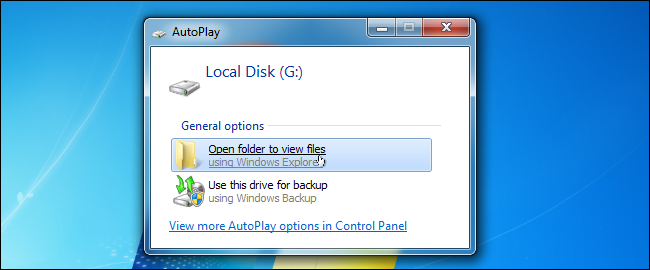 AutoPlay
Local Disk (G:)
General options
Open folder to view files
using Windows Explorer
Use this drive for backup
using Windows Backup
View more AutoPlay options in Control Panel